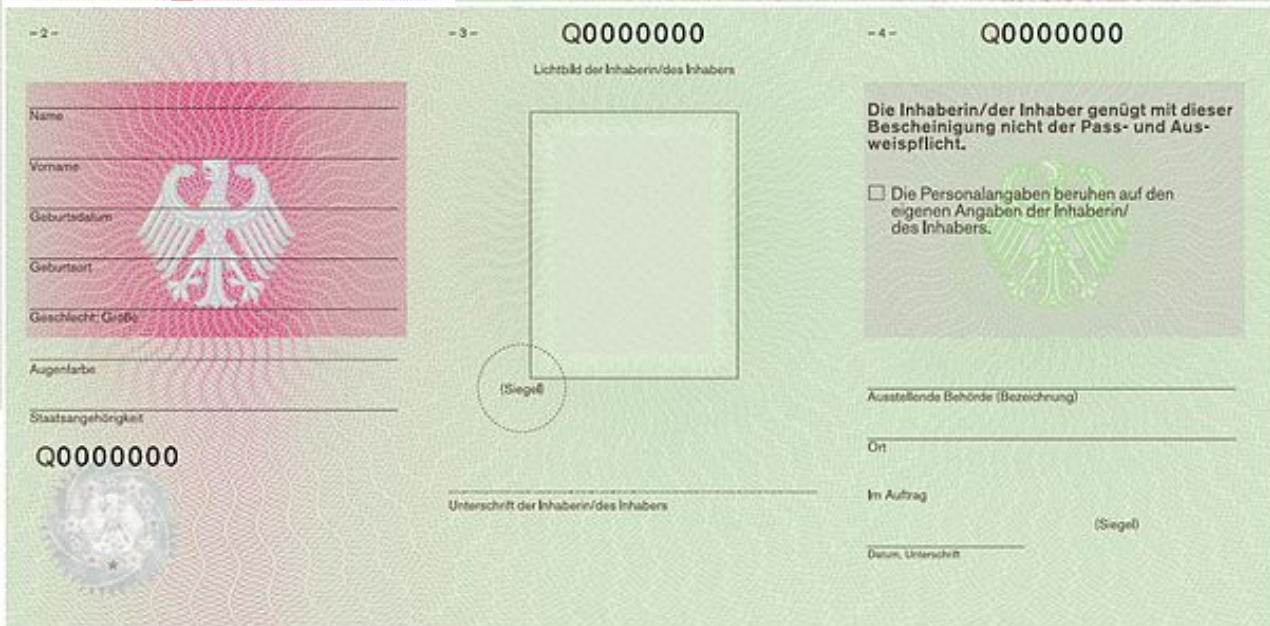 - 2 -
Name
Vorname
Geburtsdatum
Geburtsort
Geschlecht; Größe
Augenfarbe
Staatsangehörigkeit
Q0000000
- 3 -
Q0000000
Lichtbild der Inhaberin/des Inhabers
(Siegel)
Unterschrift der Inhaberin/des Inhabers
- 4 -
Q0000000
Die Inhaberin/der Inhaber genügt mit dieser
Bescheinigung nicht der Pass- und Aus-
weispflicht.
Die Personalangaben beruhen auf den
eigenen Angaben der Inhaberin/
des Inhabers.
Ausstellende Behörde (Bezeichnung)
Ort
Im Auftrag
(Siegel)
Datum, Unterschrift